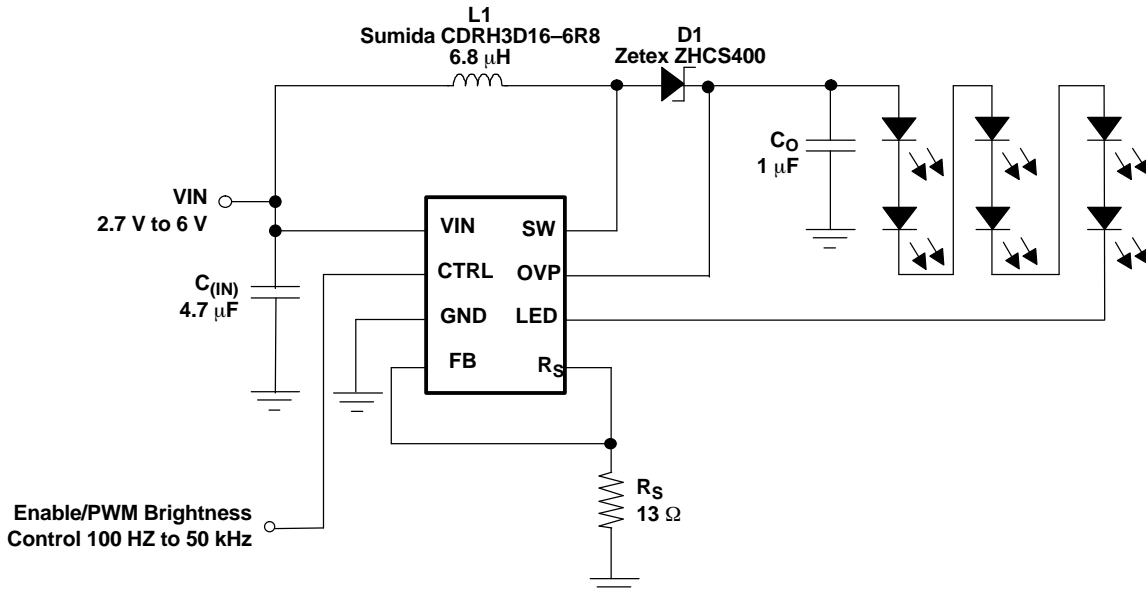 L1
Sumida CDRH3D16–6R8
6.8 μH
D1
Zetex ZHCS400
CO
1 μF
VIN
2.7 V to 6 V
C(IN)
4.7 μF
VIN
CTRL
GND
FB
SW
OVP
LED
RS
RS
13 Ω
Enable/PWM Brightness
Control 100 HZ to 50 kHz